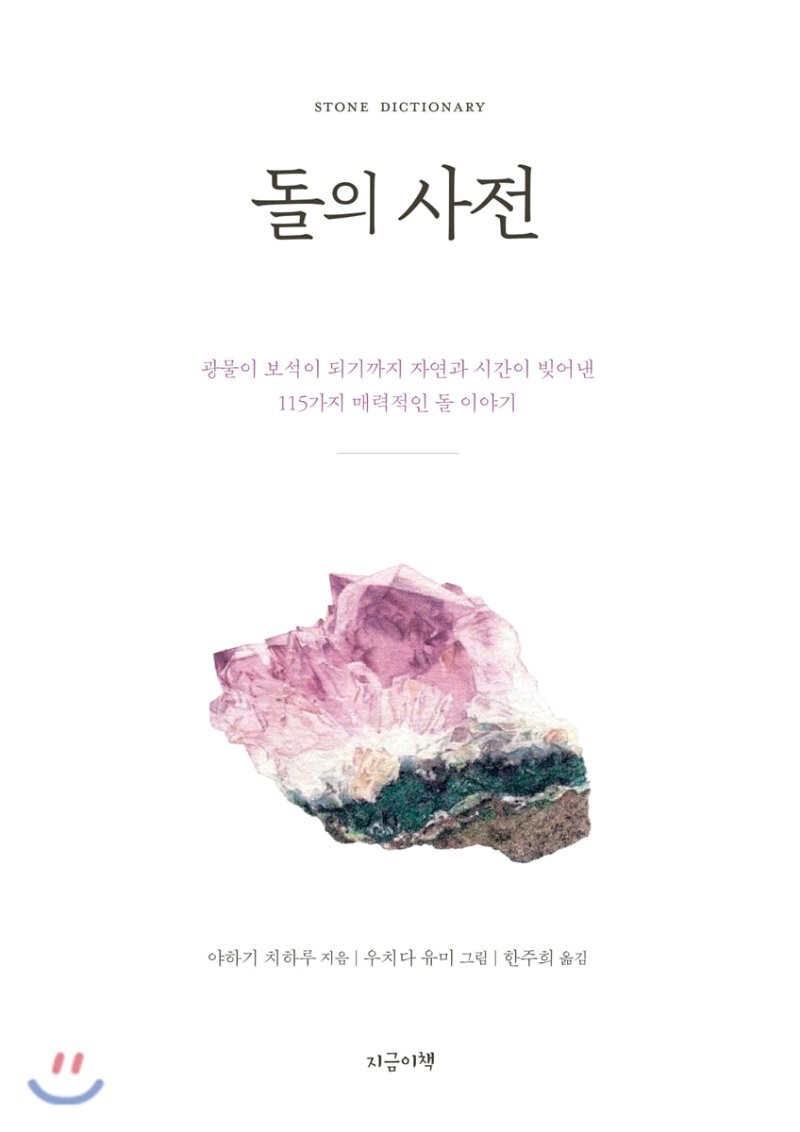 STONE DICTIONARY
돌의 사전
광물이 보석이 되기까지 자연과 시간이 빚어낸
115가지 매력적인 돌 이야기
야하기 치하루 지음 | 우치다 유미 그림 | 한주희 옮김
지금이책